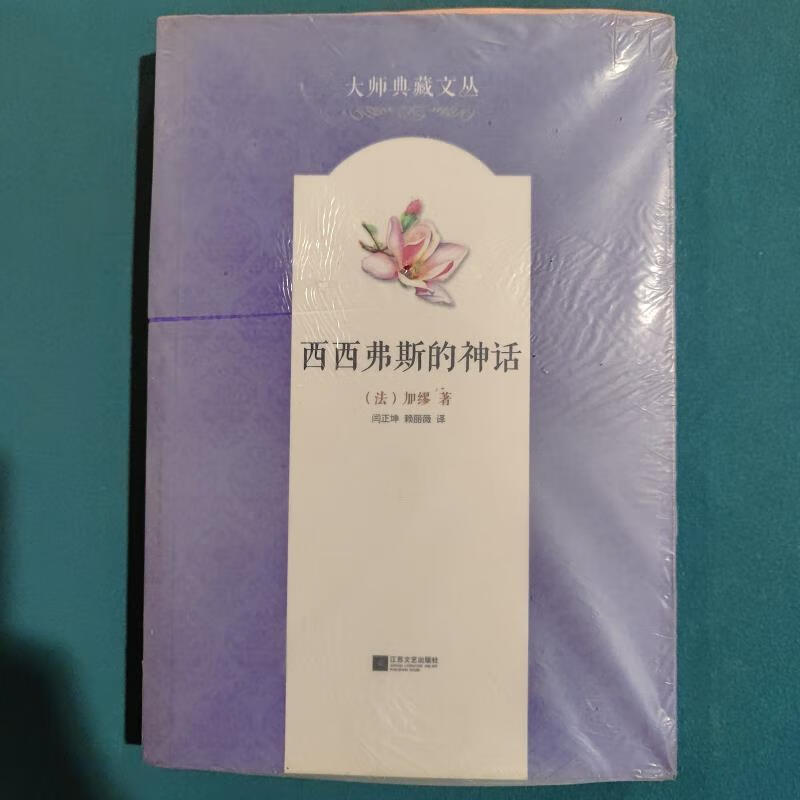 大师典藏文丛
西西弗斯的神话
（法）加缪 著
闫正坤 赖丽薇 译
江苏文艺出版社